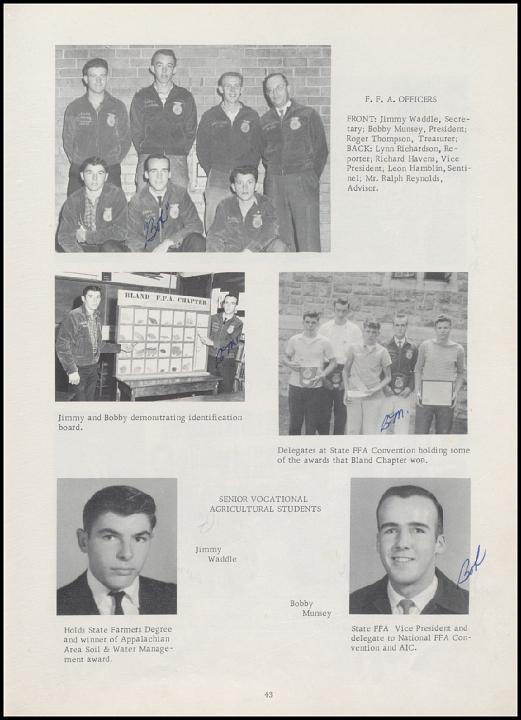 F. F. A. OFFICERS
FRONT: Jimmy Waddle, Secre-
tary; Bobby Munsey, President;
Roger Thompson, Treasurer;
BACK: Lynn Richardson, Re-
porter; Richard Havens, Vice
President; Leon Hamblin, Senti-
nel; Mr. Ralph Reynolds,
Advisor.
Bob
BLAND F.F.A. CHAPTER
B.M.
B.M.
Jimmy and Bobby demonstrating identification
board.
Delegates at State FFA Convention holding some
of the awards that Bland Chapter won.
SENIOR VOCATIONAL
AGRICULTURAL STUDENTS
Jimmy
Waddle
Bobby
Munsey
Bob
Holds State Farmers Degree
and winner of Appalachian
Area Soil & Water Manage-
ment award.
State FFA Vice President and
delegate to National FFA Con-
vention and AIC.
43